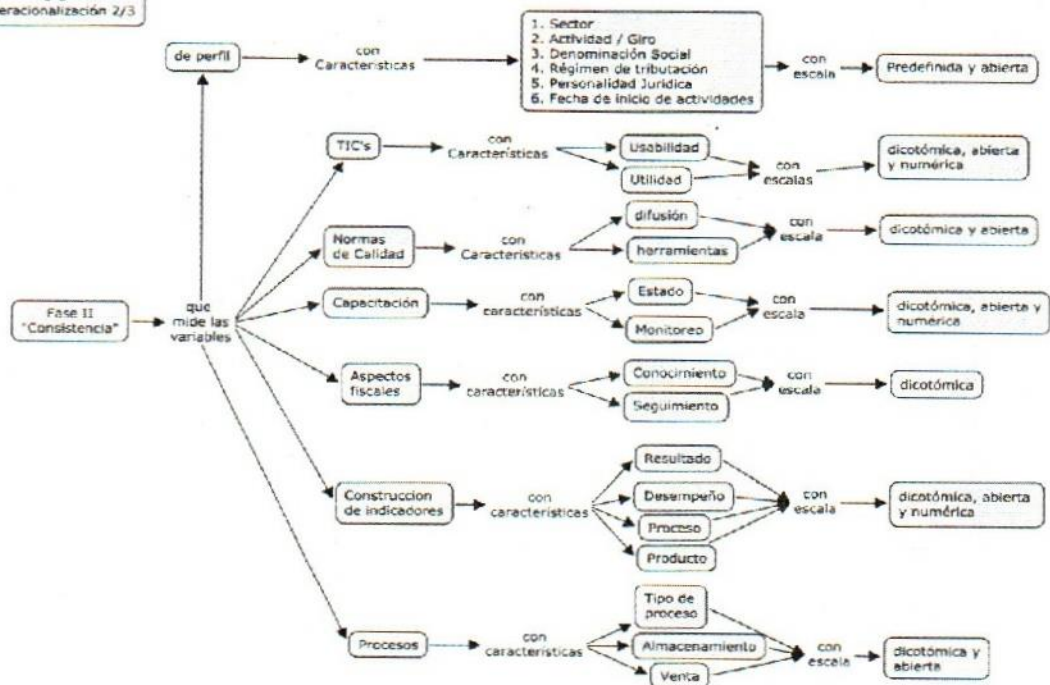 eracionalización 2/3
de perfil
con
Características
1. Sector
2. Actividad / Giro
3. Denominación Social
4. Régimen de tributación
5. Personalidad Jurídica
6. Fecha de inicio de actividades
con
escala
Predefinida y abierta
TIC's
con
Características
Usabilidad
Utilidad
con
escalas
dicotómica, abierta
y numérica
Normas
de Calidad
con
Características
difusión
herramientas
con
escala
dicotómica y abierta
Fase II
"Consistencia"
que
mide las
variables
Capacitación
con
características
Estado
Monitoreo
con
escala
dicotómica, abierta y
numérica
Aspectos
fiscales
con
características
Conocimiento
Seguimiento
con
escala
dicotómica
Construccion
de indicadores
con
características
Resultado
Desempeño
Proceso
Producto
con
escala
dicotómica, abierta
y numérica
Procesos
con
características
Tipo de
proceso
Almacenamiento
Venta
con
escala
dicotómica y
abierta